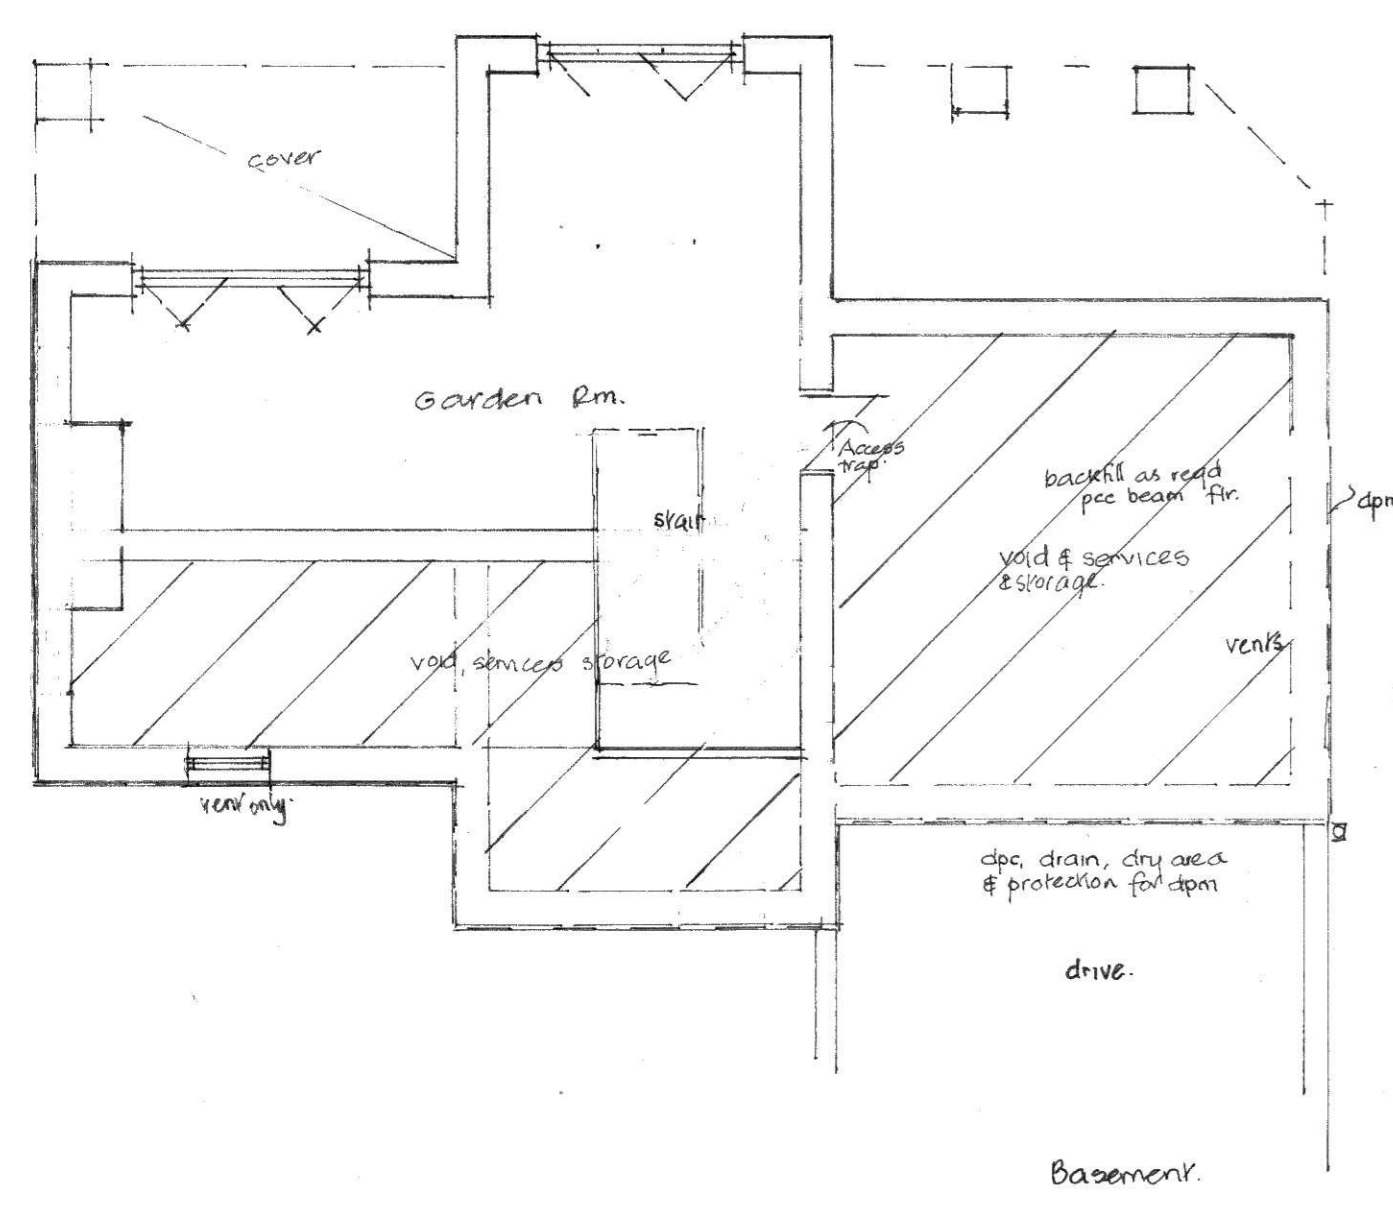 cover
Garden Rm.
Access
trap.
backfill as reqd
pcc beam flr.
dpm
stair
void & services
& storage.
vents
void, services storage
vent only.
dpc, drain, dry area
& protection for dpm
drive.
Basement.